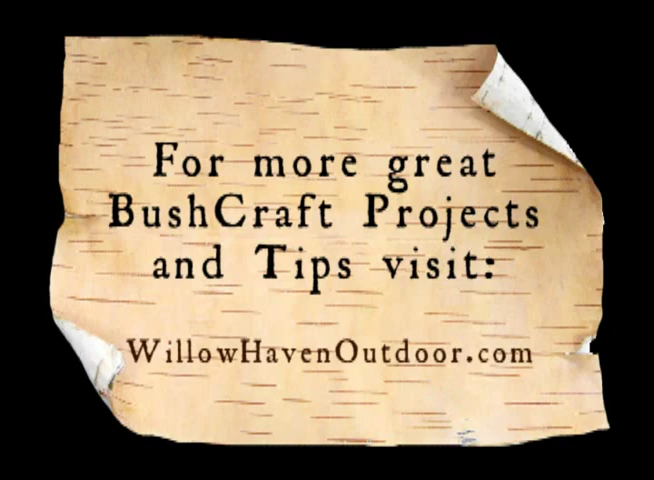 For more great
BushCraft Projects
and Tips visit:
WillowHavenOutdoor.com